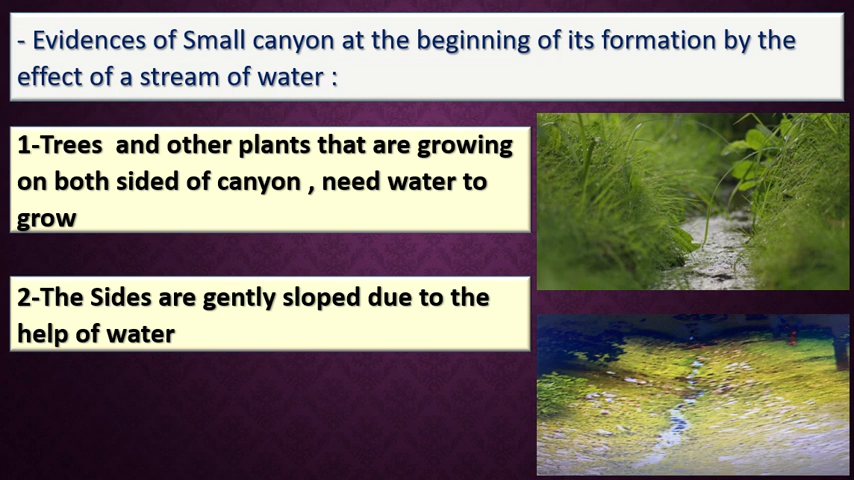 - Evidences of Small canyon at the beginning of its formation by the
effect of a stream of water :
1-Trees  and other plants that are growing
on both sided of canyon , need water to
grow
2-The Sides are gently sloped due to the
help of water